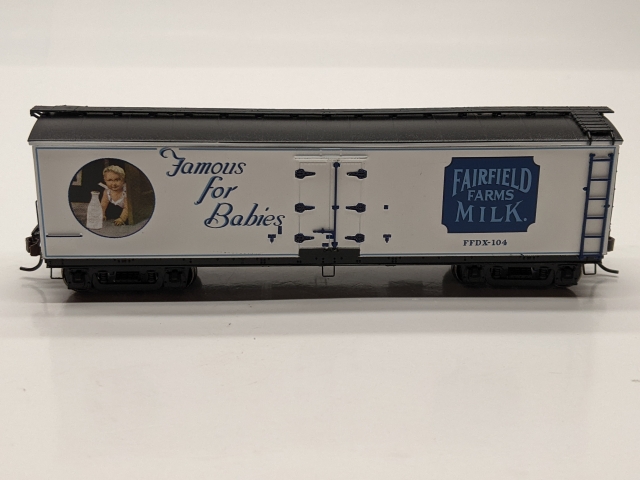 Famous
for
Babies
FAIRFIELD
FARMS
MILK.
FFDX-104